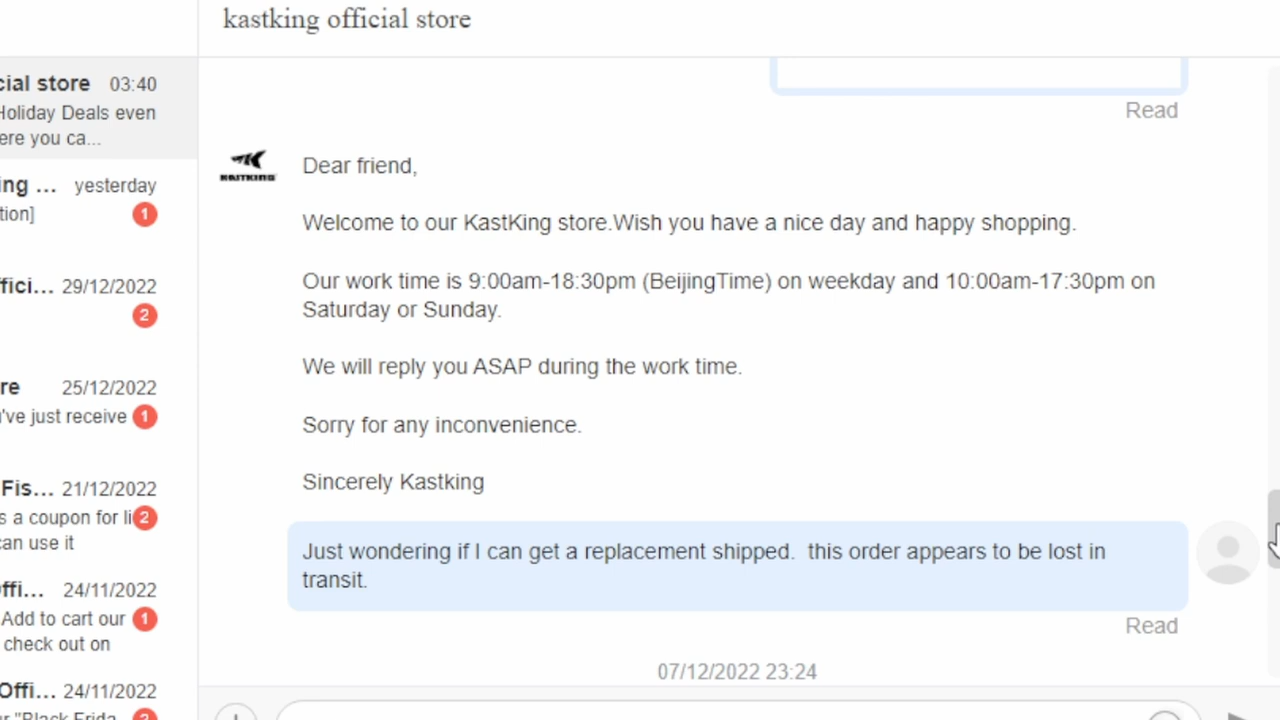 kastking official store
cial store 03:40
Holiday Deals even
ere you ca...
ing ... yesterday
tion]
1
ffici... 29/12/2022
2
re 25/12/2022
've just receive 1
Fis... 21/12/2022
s a coupon for li 2
can use it
Offi... 24/11/2022
Add to cart our 1
check out on
Offi... 24/11/2022
ur "Black Frida
Read
KASTKING
Dear friend,
Welcome to our KastKing store.Wish you have a nice day and happy shopping.
Our work time is 9:00am-18:30pm (BeijingTime) on weekday and 10:00am-17:30pm on
Saturday or Sunday.
We will reply you ASAP during the work time.
Sorry for any inconvenience.
Sincerely Kastking
Just wondering if I can get a replacement shipped.  this order appears to be lost in
transit.
Read
07/12/2022 23:24